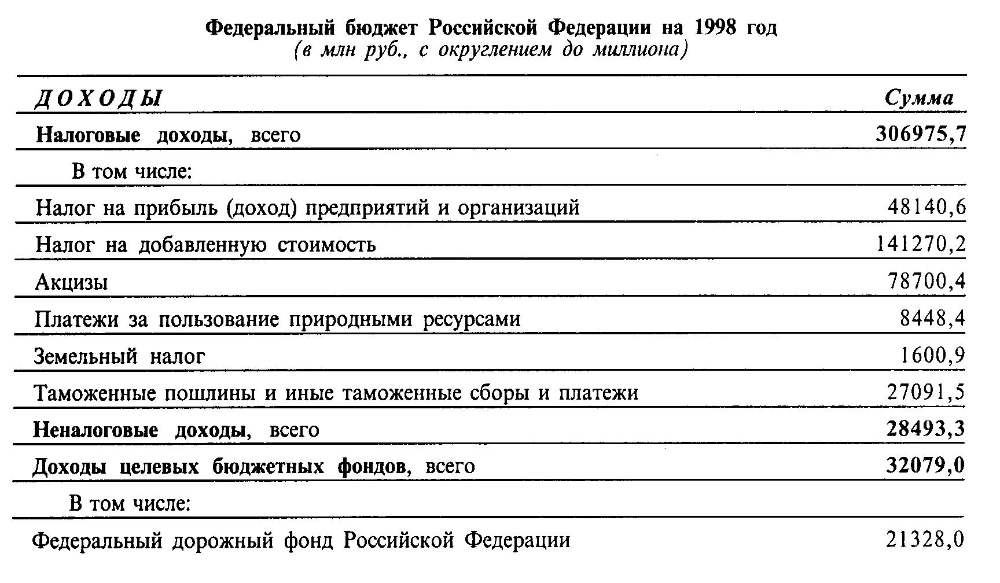 Федеральный бюджет Российской Федерации на 1998 год
(в млн руб., с округлением до миллиона)
ДОХОДЫ Сумма
Налоговые доходы, всего 306975,7
В том числе:
Налог на прибыль (доход) предприятий и организаций 48140,6
Налог на добавленную стоимость 141270,2
Акцизы 78700,4
Платежи за пользование природными ресурсами 8448,4
Земельный налог 1600,9
Таможенные пошлины и иные таможенные сборы и платежи 27091,5
Неналоговые доходы, всего 28493,3
Доходы целевых бюджетных фондов, всего 32079,0
В том числе:
Федеральный дорожный фонд Российской Федерации 21328,0